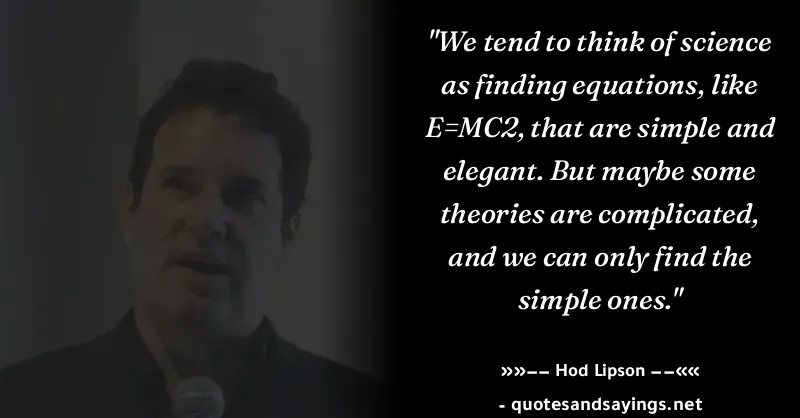 "We tend to think of science
as finding equations, like
E=MC2, that are simple and
elegant. But maybe some
theories are complicated,
and we can only find the
simple ones."
»»−− Hod Lipson −−««
- quotesandsayings.net